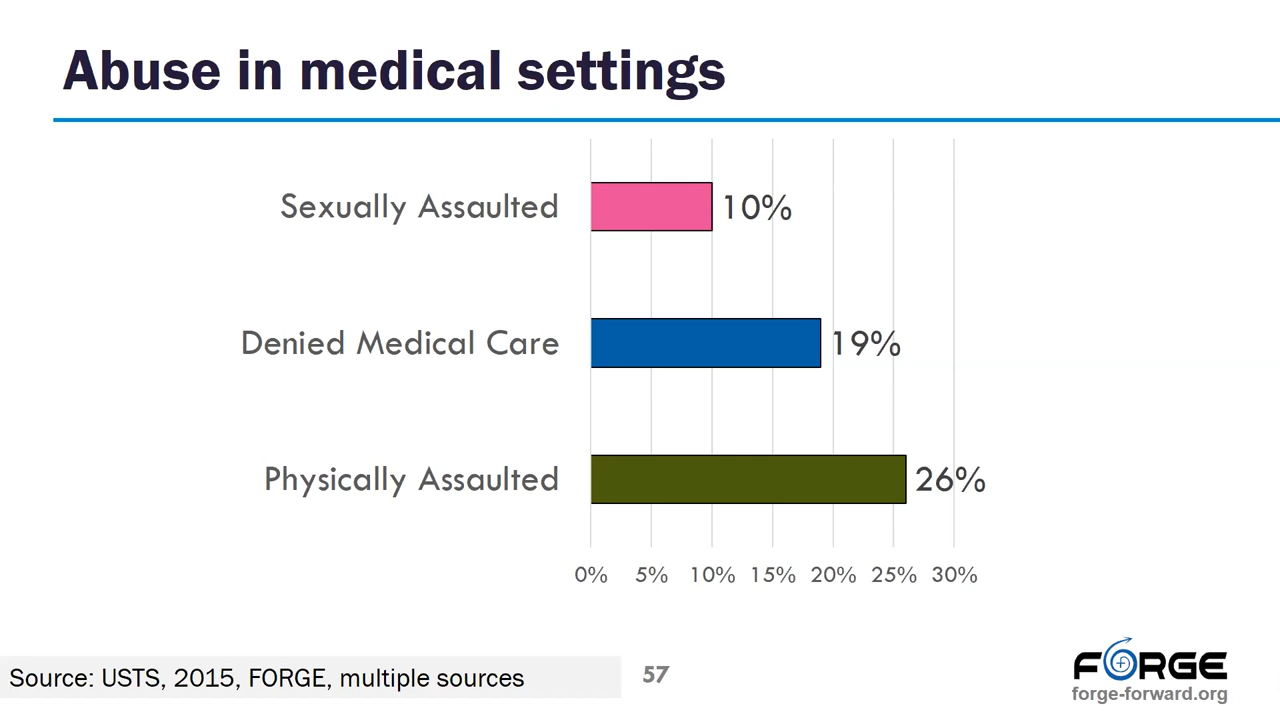 Abuse in medical settings
Sexually Assaulted 10%
Denied Medical Care 19%
Physically Assaulted 26%
0% 5% 10% 15% 20% 25% 30%
Source: USTS, 2015, FORGE, multiple sources
57
FORGE
forge-forward.org